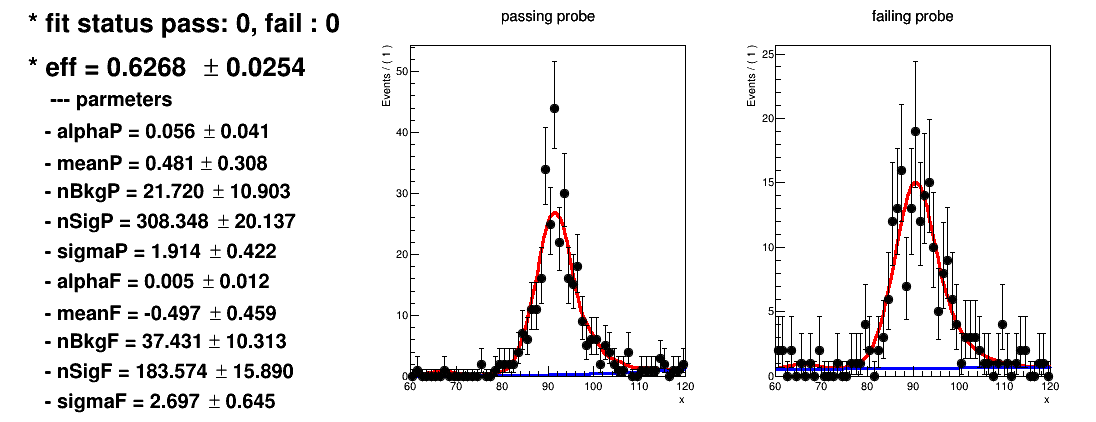 * fit status pass: 0, fail : 0
* eff = 0.6268 ± 0.0254
--- parmeters
- alphaP = 0.056 ± 0.041
- meanP = 0.481 ± 0.308
- nBkgP = 21.720 ± 10.903
- nSigP = 308.348 ± 20.137
- sigmaP = 1.914 ± 0.422
- alphaF = 0.005 ± 0.012
- meanF = -0.497 ± 0.459
- nBkgF = 37.431 ± 10.313
- nSigF = 183.574 ± 15.890
- sigmaF = 2.697 ± 0.645
passing probe
Events / ( 1 )
50
40
30
20
10
0
60 70 80 90 100 110 120
x
failing probe
Events / ( 1 )
25
20
15
10
5
0
60 70 80 90 100 110 120
x